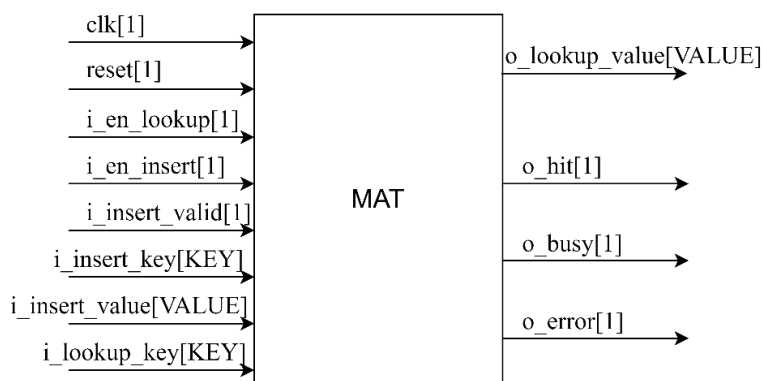 clk[1]
reset[1]
i_en_lookup[1]
i_en_insert[1]
i_insert_valid[1]
i_insert_key[KEY]
i_insert_value[VALUE]
i_lookup_key[KEY]
MAT
o_lookup_value[VALUE]
o_hit[1]
o_busy[1]
o_error[1]